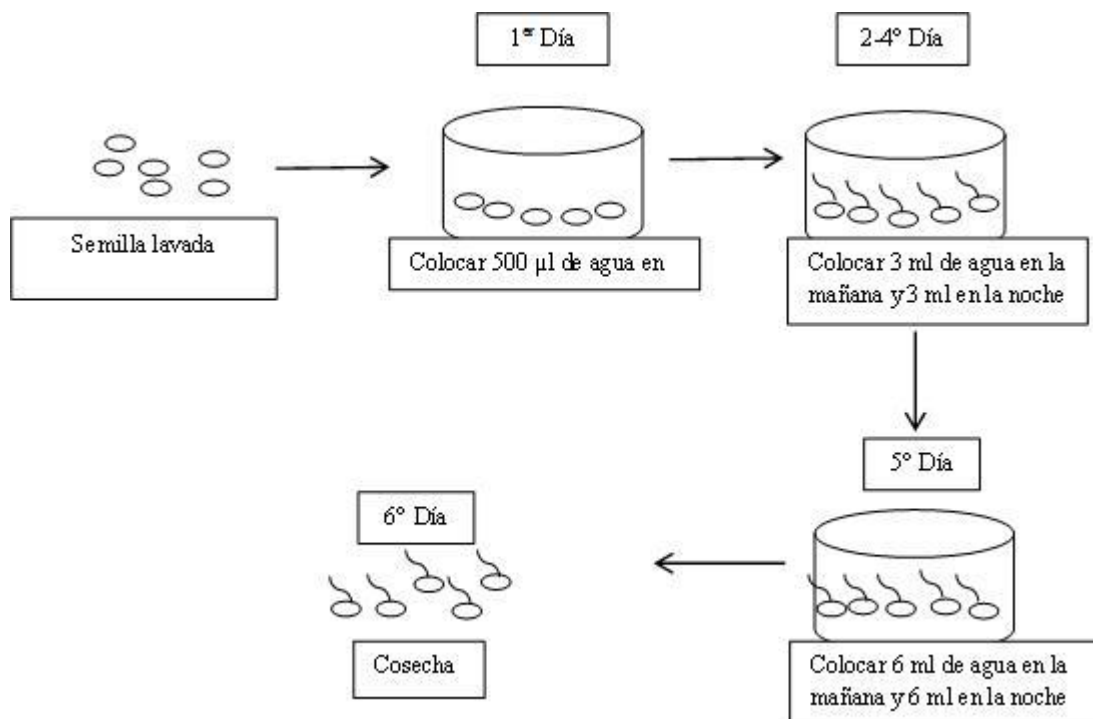 1er Día
2-4° Día
Semilla lavada
Colocar 500 µl de agua en
Colocar 3 ml de agua en la
mañana y 3 ml en la noche
5° Día
6° Día
Cosecha
Colocar 6 ml de agua en la
mañana y 6 ml en la noche